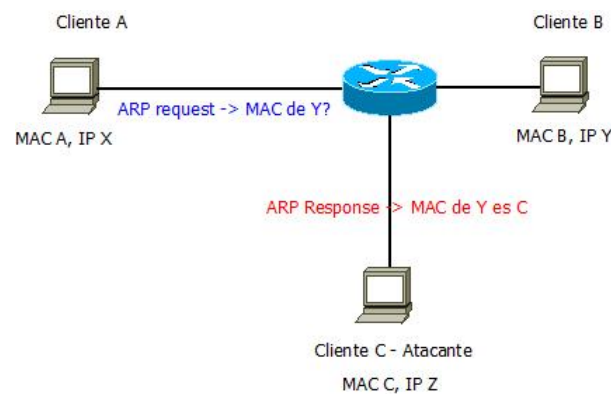 Cliente A
Cliente B
ARP request -> MAC de Y?
MAC A, IP X
MAC B, IP Y
ARP Response -> MAC de Y es C
Cliente C - Atacante
MAC C, IP Z